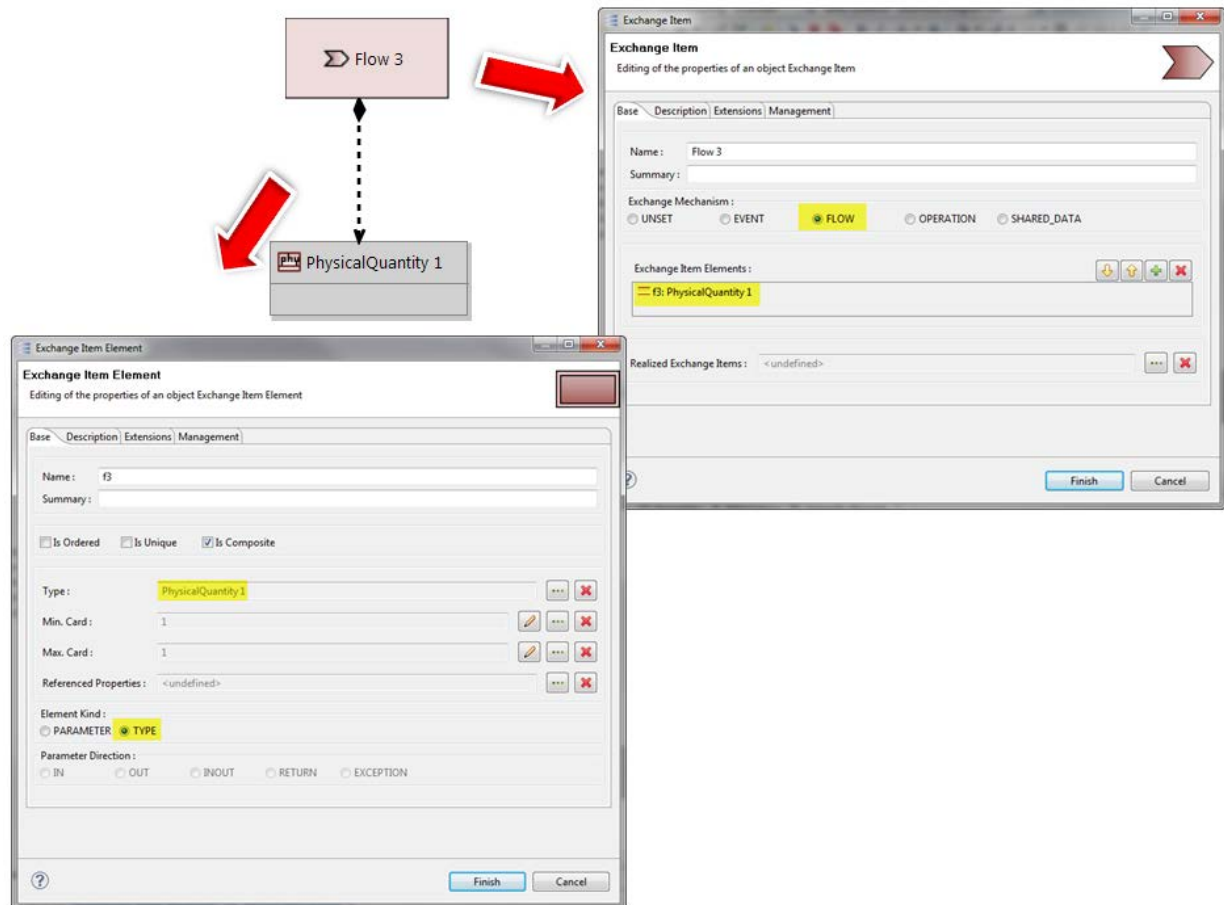 Flow 3
phy PhysicalQuantity 1
Exchange Item
Exchange Item
Editing of the properties of an object Exchange Item
Base Description Extensions Management
Name : Flow 3
Summary :
Exchange Mechanism :
UNSET EVENT FLOW OPERATION SHARED_DATA
Exchange Item Elements :
f3: PhysicalQuantity 1
Realized Exchange Items : <undefined>
Finish Cancel
Exchange Item Element
Exchange Item Element
Editing of the properties of an object Exchange Item Element
Base Description Extensions Management
Name : f3
Summary :
Is Ordered Is Unique Is Composite
Type : PhysicalQuantity 1
Min. Card : 1
Max. Card : 1
Referenced Properties : <undefined>
Element Kind :
PARAMETER TYPE
Parameter Direction :
IN OUT INOUT RETURN EXCEPTION
Finish Cancel